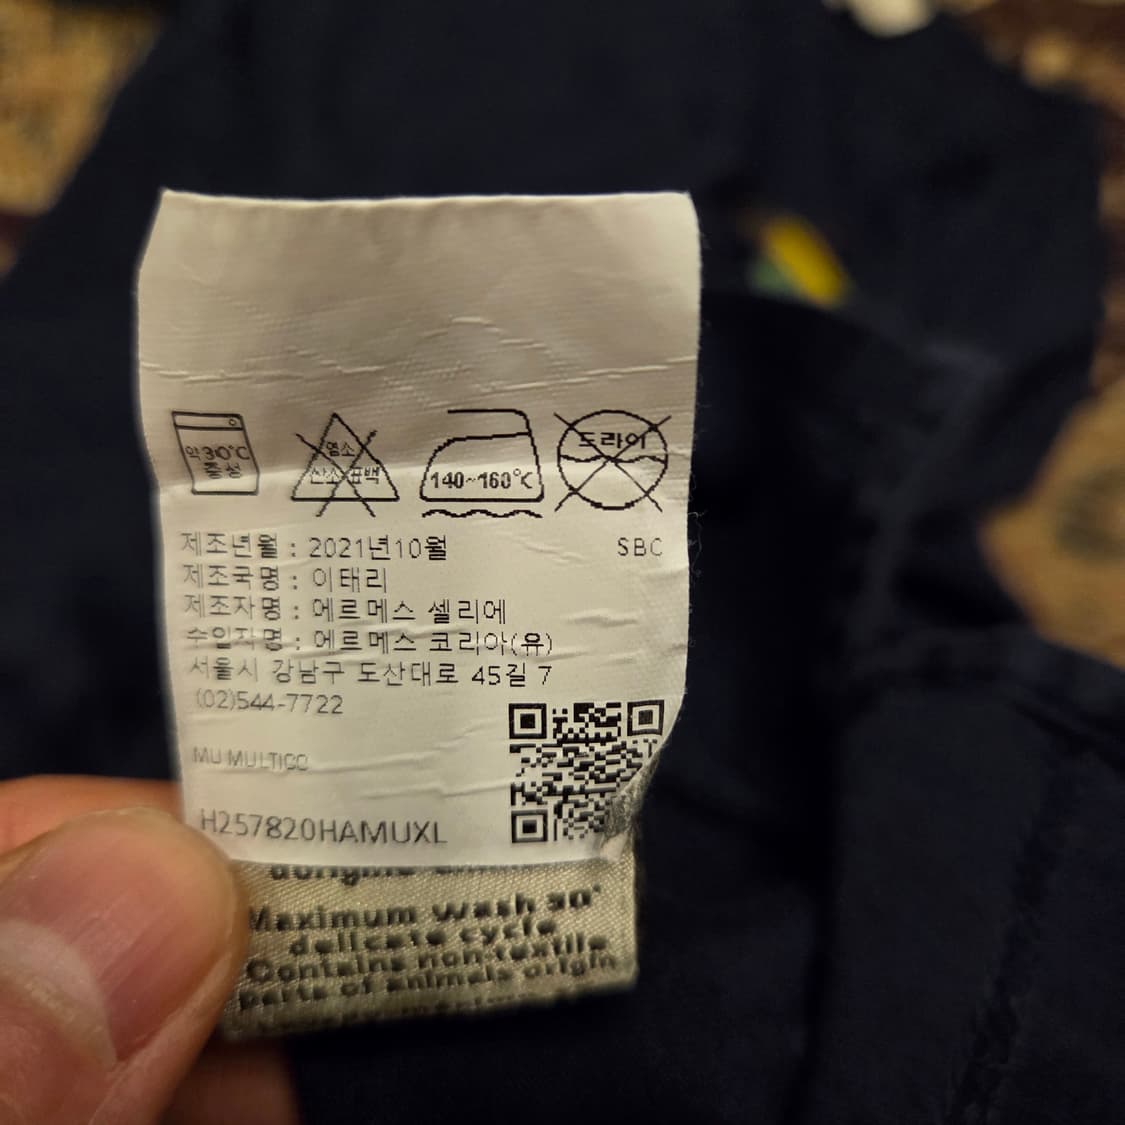 약30℃
중성
염소
산소표백
140~160℃
드라이
제조년월 : 2021년10월 SBC
제조국명 : 이태리
제조자명 : 에르메스 셀리에
수입자명 : 에르메스 코리아(유)
서울시 강남구 도산대로 45길 7
(02)544-7722
MU MULTICO
H257820HAMUXL
Maximum wash 30°
delicate cycle
Contains non-textile
parts of animals origin